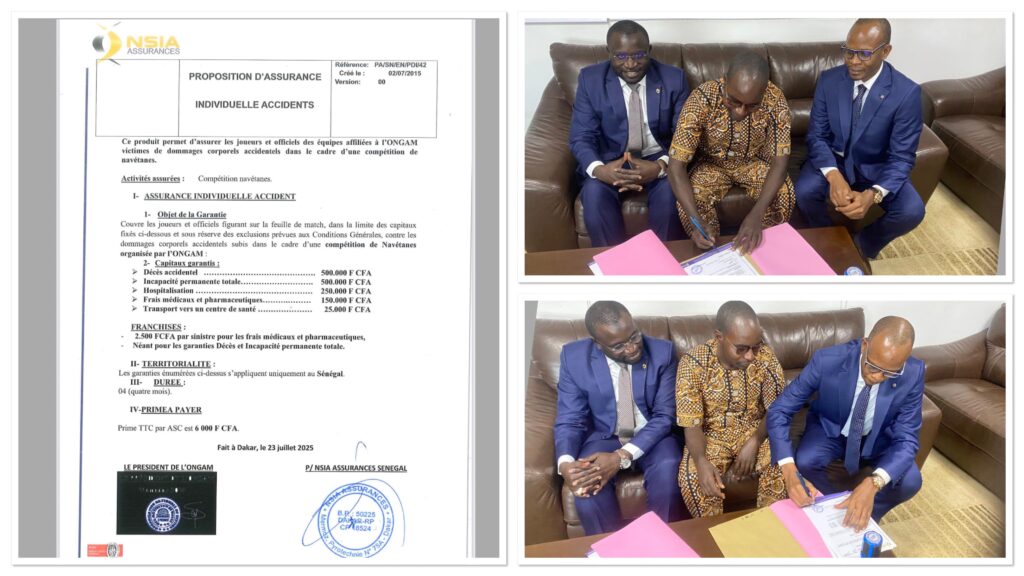 NSIA
ASSURANCES
PROPOSITION D'ASSURANCE
INDIVIDUELLE ACCIDENTS
Référence: PA/SN/EN/PDI/42
Créé le : 02/07/2015
Version: 00
Ce produit permet d'assurer les joueurs et officiels des équipes affiliées à l'ONGAM
victimes de dommages corporels accidentels dans le cadre d'une compétition de
navétanes.
Activités assurées : Compétition navétanes.
I- ASSURANCE INDIVIDUELLE ACCIDENT
1- Objet de la Garantie
Couvre les joueurs et officiels figurant sur la feuille de match, dans la limite des capitaux
fixés ci-dessous et sous réserve des exclusions prévues aux Conditions Générales, contre les
dommages corporels accidentels subis dans le cadre d'une compétition de Navétanes
organisée par l'ONGAM :
2- Capitaux garantis :
➢ Décès accidentel ............................................ 500.000 F CFA
➢ Incapacité permanente totale............................ 500.000 F CFA
➢ Hospitalisation .............................................. 250.000 F CFA
➢ Frais médicaux et pharmaceutiques................... 150.000 F CFA
➢ Transport vers un centre de santé ..................... 25.000 F CFA
FRANCHISES :
- 2.500 FCFA par sinistre pour les frais médicaux et pharmaceutiques,
- Néant pour les garanties Décès et Incapacité permanente totale.
II- TERRITORIALITE :
Les garanties énumérées ci-dessus s'appliquent uniquement au Sénégal.
III- DUREE :
04 (quatre mois).
IV-PRIMEA PAYER
Prime TTC par ASC est 6 000 F CFA.
Fait à Dakar, le 23 juillet 2025
LE PRESIDENT DE L'ONGAM
P/ NSIA ASSURANCES SENEGAL
NSIA ASSURANCES
B.P : 50225
DAKAR-RP
CP 18524